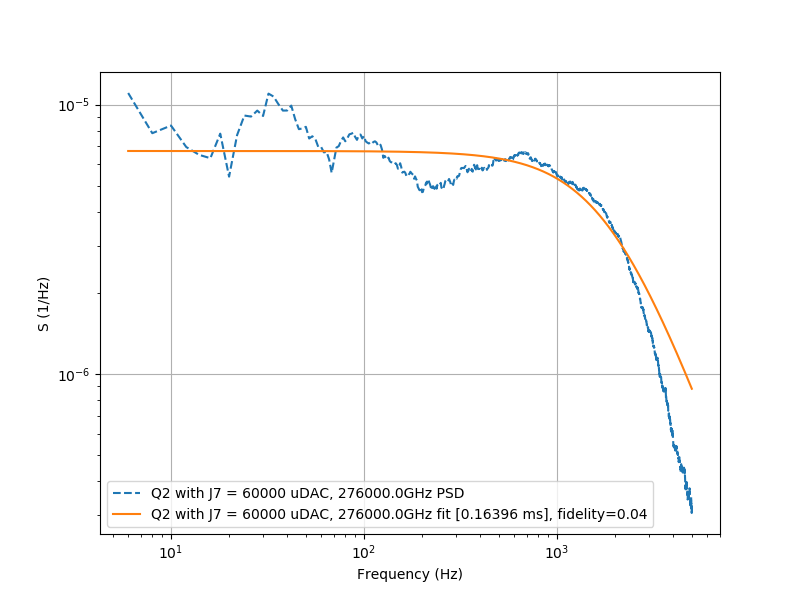 10⁻⁵
10⁻⁶
S (1/Hz)
Q2 with J7 = 60000 uDAC, 276000.0GHz PSD
Q2 with J7 = 60000 uDAC, 276000.0GHz fit [0.16396 ms], fidelity=0.04
10¹
10²
10³
Frequency (Hz)